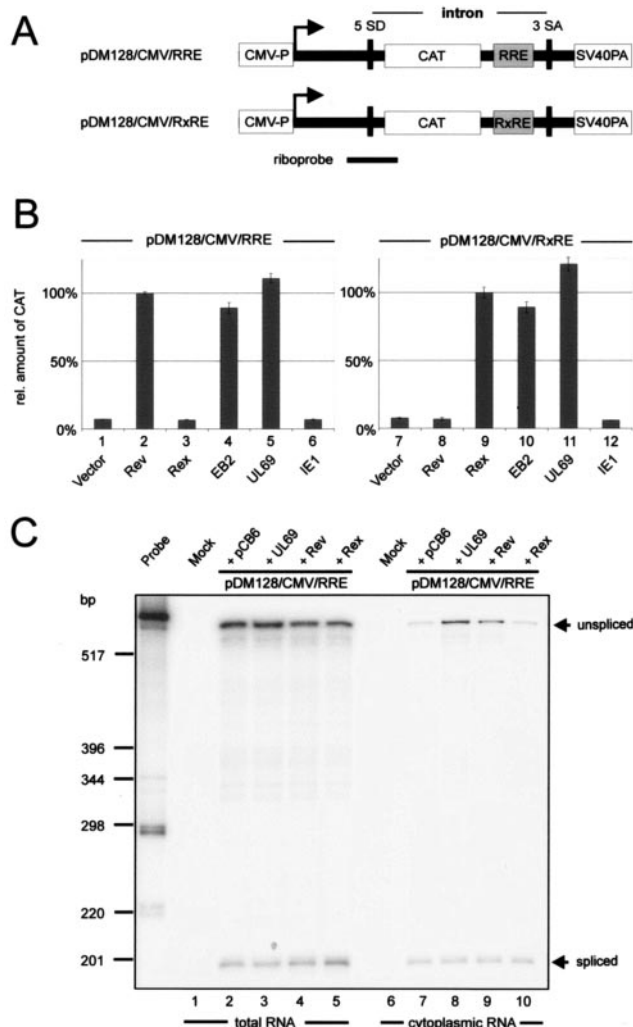 A
intron
5 SD
3 SA
pDM128/CMV/RRE
CMV-P
CAT
RRE
SV40PA
pDM128/CMV/RxRE
CMV-P
CAT
RxRE
SV40PA
riboprobe
B
pDM128/CMV/RRE
pDM128/CMV/RxRE
rel. amount of CAT
100%
50%
0%
1 2 3 4 5 6
Vector Rev Rex EB2 UL69 IE1
100%
50%
0%
7 8 9 10 11 12
Vector Rev Rex EB2 UL69 IE1
C
Probe
Mock
+ pCB6
+ UL69
+ Rev
+ Rex
Mock
+ pCB6
+ UL69
+ Rev
+ Rex
pDM128/CMV/RRE
pDM128/CMV/RRE
bp
unspliced
517
396
344
298
220
201
spliced
1 2 3 4 5 6 7 8 9 10
total RNA
cytoplasmic RNA